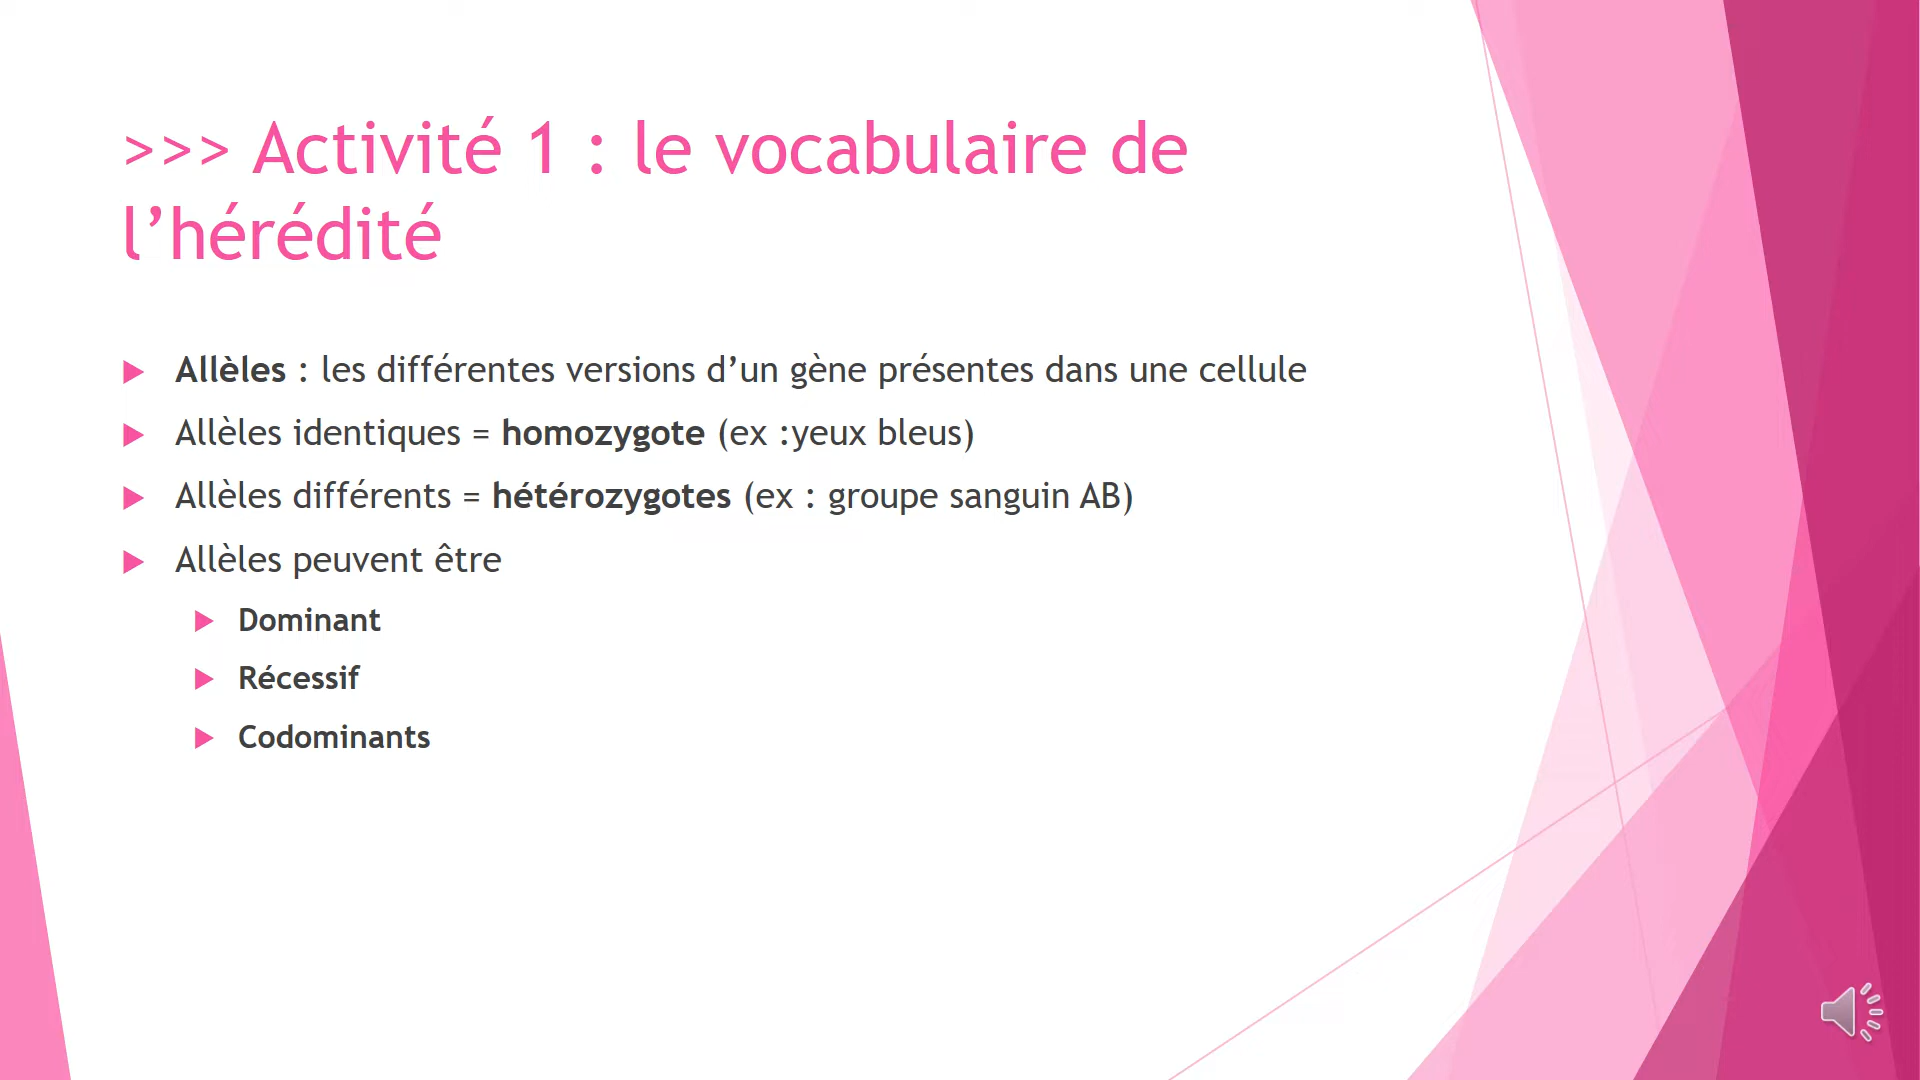 >>> Activité 1 : le vocabulaire de
l’hérédité
Allèles : les différentes versions d’un gène présentes dans une cellule
Allèles identiques = homozygote (ex :yeux bleus)
Allèles différents = hétérozygotes (ex : groupe sanguin AB)
Allèles peuvent être
Dominant
Récessif
Codominants